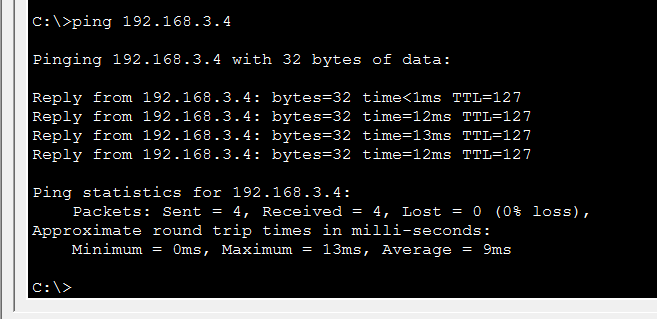 C:\>ping 192.168.3.4
Pinging 192.168.3.4 with 32 bytes of data:
Reply from 192.168.3.4: bytes=32 time<1ms TTL=127
Reply from 192.168.3.4: bytes=32 time=12ms TTL=127
Reply from 192.168.3.4: bytes=32 time=13ms TTL=127
Reply from 192.168.3.4: bytes=32 time=12ms TTL=127
Ping statistics for 192.168.3.4:
    Packets: Sent = 4, Received = 4, Lost = 0 (0% loss),
Approximate round trip times in milli-seconds:
    Minimum = 0ms, Maximum = 13ms, Average = 9ms
C:\>